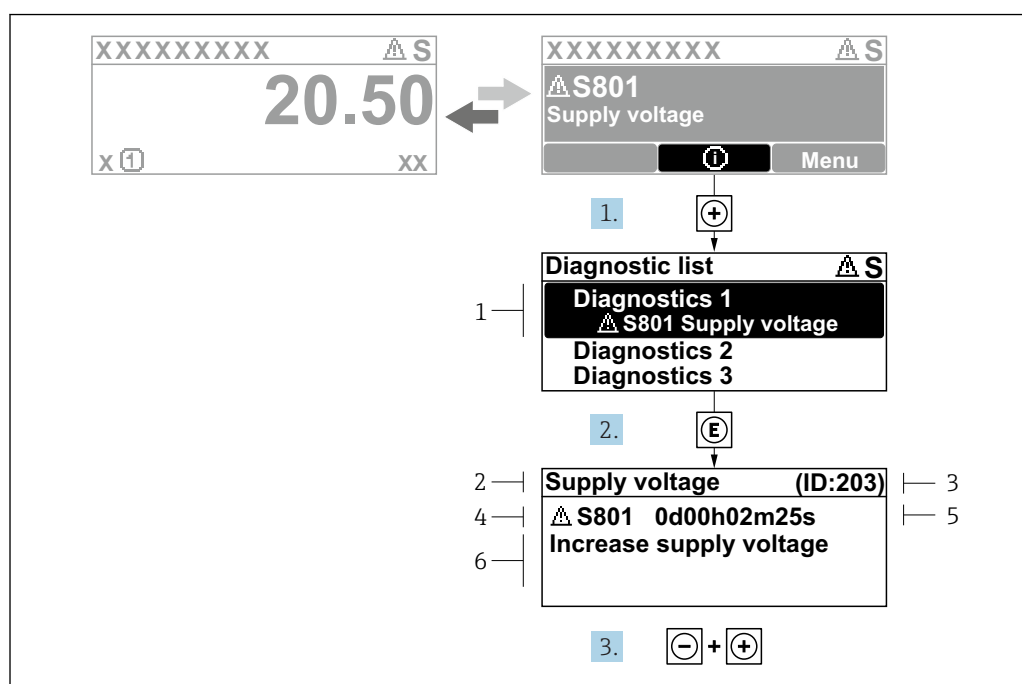 XXXXXXXXX ⚠ S
20.50
X ① XX
XXXXXXXXX ⚠ S
⚠ S801
Supply voltage
ⓘ Menu
1. +
Diagnostic list ⚠ S
1 Diagnostics 1
⚠ S801 Supply voltage
Diagnostics 2
Diagnostics 3
2. E
2 Supply voltage (ID:203) 3
4 ⚠ S801 0d00h02m25s 5
6 Increase supply voltage
3. - + +